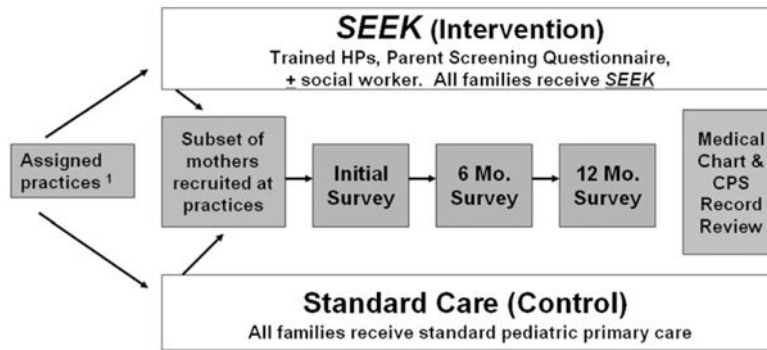 SEEK (Intervention)
Trained HPs, Parent Screening Questionnaire,
+ social worker. All families receive SEEK
Assigned
practices 1
Subset of
mothers
recruited at
practices
Initial
Survey
6 Mo.
Survey
12 Mo.
Survey
Medical
Chart &
CPS
Record
Review
Standard Care (Control)
All families receive standard pediatric primary care